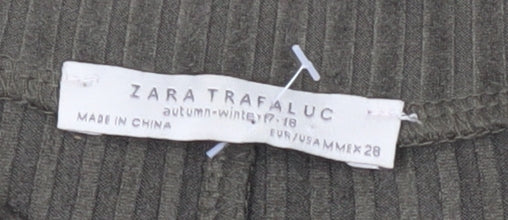 ZARA TRAFALUC
autumn-winter 17-18
MADE IN CHINA EUR/USA M MEX 28